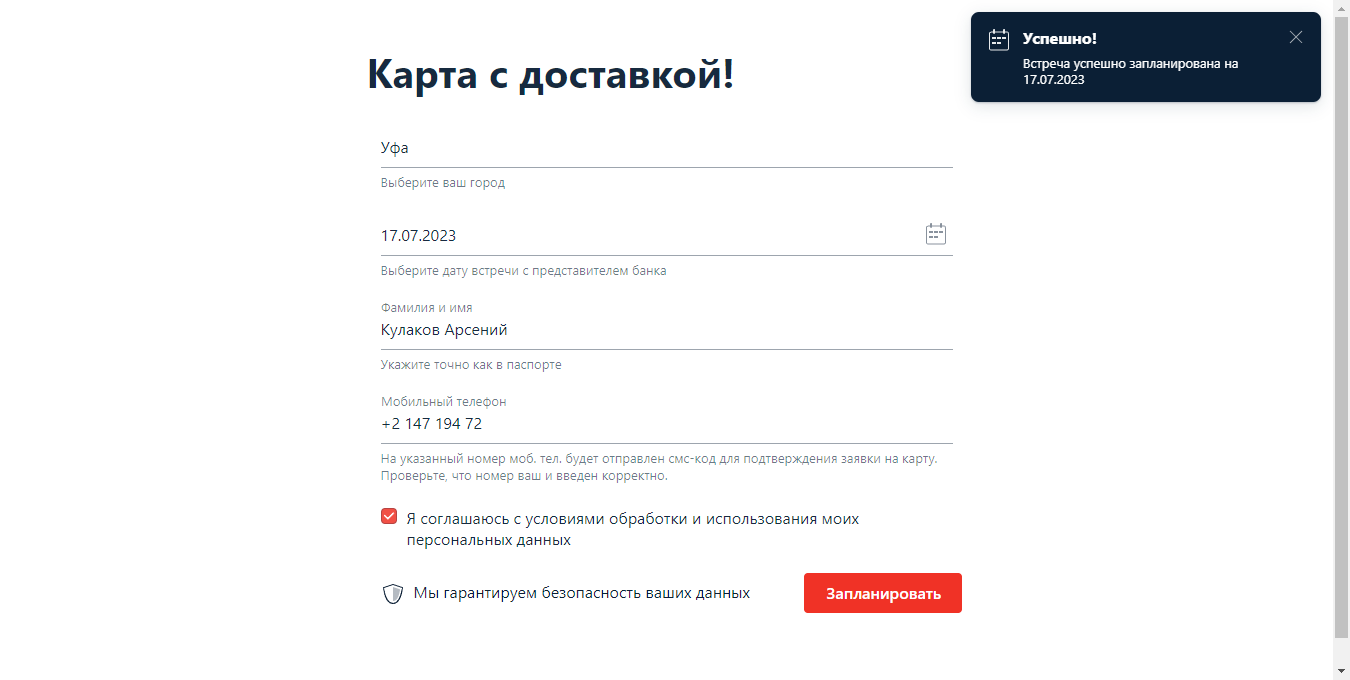 Карта с доставкой!
Успешно!
Встреча успешно запланирована на
17.07.2023
Уфа
Выберите ваш город
17.07.2023
Выберите дату встречи с представителем банка
Фамилия и имя
Кулаков Арсений
Укажите точно как в паспорте
Мобильный телефон
+2 147 194 72
На указанный номер моб. тел. будет отправлен смс-код для подтверждения заявки на карту.
Проверьте, что номер ваш и введен корректно.
Я соглашаюсь с условиями обработки и использования моих
персональных данных
Мы гарантируем безопасность ваших данных
Запланировать